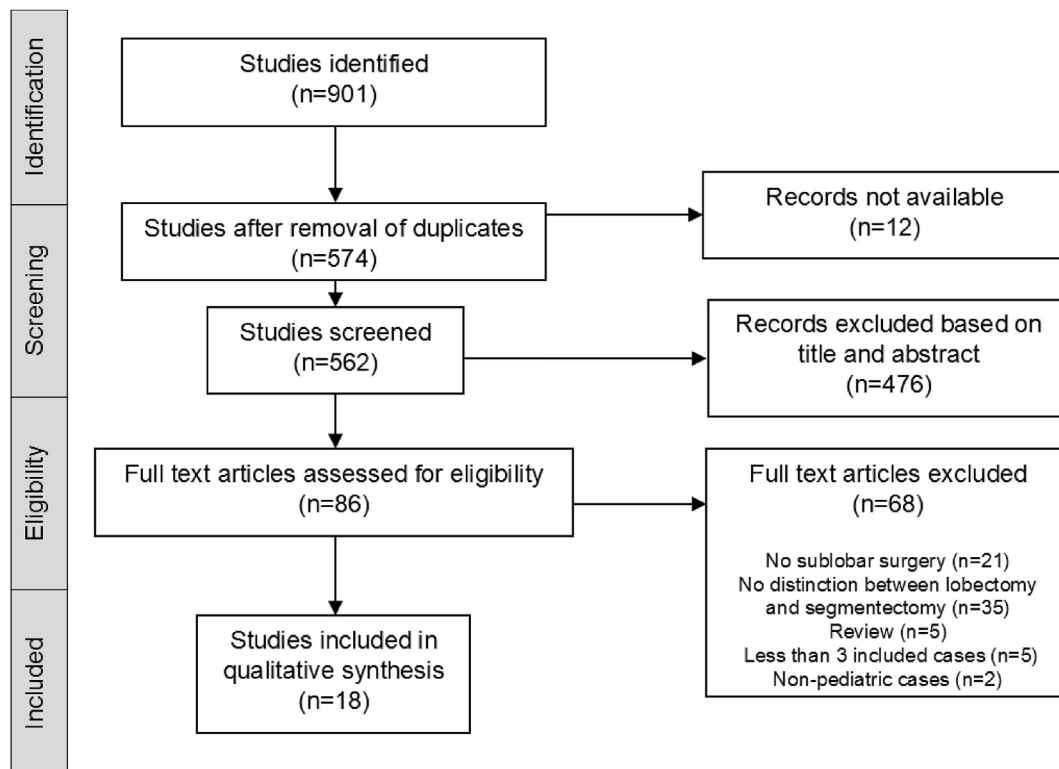 Identification
Studies identified
(n=901)
Screening
Studies after removal of duplicates
(n=574)
Records not available
(n=12)
Studies screened
(n=562)
Records excluded based on
title and abstract
(n=476)
Eligibility
Full text articles assessed for eligibility
(n=86)
Full text articles excluded
(n=68)
No sublobar surgery (n=21)
No distinction between lobectomy
and segmentectomy (n=35)
Review (n=5)
Less than 3 included cases (n=5)
Non-pediatric cases (n=2)
Included
Studies included in
qualitative synthesis
(n=18)